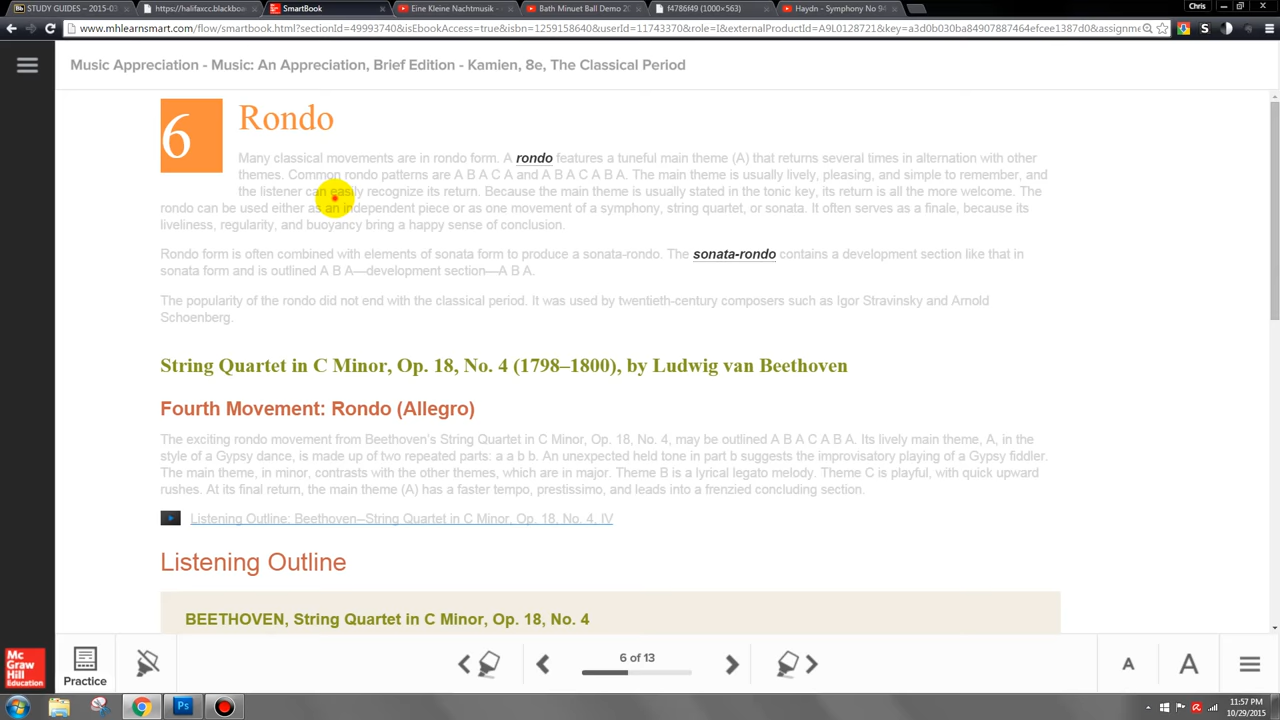 STUDY GUIDES – 2015-03
https://halifaxcc.blackboa
SmartBook
Eine Kleine Nachtmusik -
Bath Minuet Ball Demo 20
f4786f49 (1000×563)
Haydn - Symphony No 94
Chris
www.mhlearnsmart.com/flow/smartbook.html?sectionId=49993740&isEbookAccess=true&isbn=1259158640&userId=11743370&role=I&externalProductId=A9L0128721&key=a3d0b030ba84907887464efcee1387d0&assignme
Music Appreciation - Music: An Appreciation, Brief Edition - Kamien, 8e, The Classical Period
6
Rondo
Many classical movements are in rondo form. A rondo features a tuneful main theme (A) that returns several times in alternation with other
themes. Common rondo patterns are A B A C A and A B A C A B A. The main theme is usually lively, pleasing, and simple to remember, and
the listener can easily recognize its return. Because the main theme is usually stated in the tonic key, its return is all the more welcome. The
rondo can be used either as an independent piece or as one movement of a symphony, string quartet, or sonata. It often serves as a finale, because its
liveliness, regularity, and buoyancy bring a happy sense of conclusion.
Rondo form is often combined with elements of sonata form to produce a sonata-rondo. The sonata-rondo contains a development section like that in
sonata form and is outlined A B A—development section—A B A.
The popularity of the rondo did not end with the classical period. It was used by twentieth-century composers such as Igor Stravinsky and Arnold
Schoenberg.
String Quartet in C Minor, Op. 18, No. 4 (1798–1800), by Ludwig van Beethoven
Fourth Movement: Rondo (Allegro)
The exciting rondo movement from Beethoven's String Quartet in C Minor, Op. 18, No. 4, may be outlined A B A C A B A. Its lively main theme, A, in the
style of a Gypsy dance, is made up of two repeated parts: a a b b. An unexpected held tone in part b suggests the improvisatory playing of a Gypsy fiddler.
The main theme, in minor, contrasts with the other themes, which are in major. Theme B is a lyrical legato melody. Theme C is playful, with quick upward
rushes. At its final return, the main theme (A) has a faster tempo, prestissimo, and leads into a frenzied concluding section.
Listening Outline: Beethoven–String Quartet in C Minor, Op. 18, No. 4, IV
Listening Outline
BEETHOVEN, String Quartet in C Minor, Op. 18, No. 4
Mc
Graw
Hill
Education
Practice
6 of 13
A
A
Ps
11:57 PM
10/29/2015